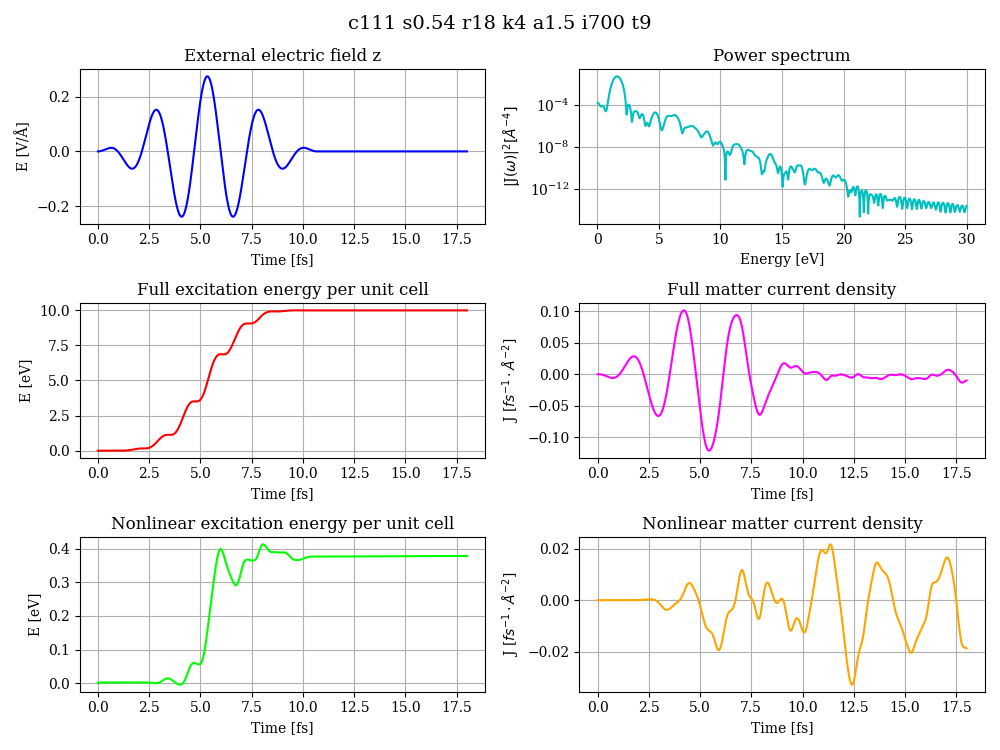 c111 s0.54 r18 k4 a1.5 i700 t9
External electric field z
E [V/Å]
0.2
0.0
−0.2
0.0 2.5 5.0 7.5 10.0 12.5 15.0 17.5
Time [fs]
Power spectrum
|J(ω)|²[Å⁻⁴]
10⁻⁴
10⁻⁸
10⁻¹²
0 5 10 15 20 25 30
Energy [eV]
Full excitation energy per unit cell
E [eV]
10.0
7.5
5.0
2.5
0.0
0.0 2.5 5.0 7.5 10.0 12.5 15.0 17.5
Time [fs]
Full matter current density
J [fs⁻¹ · Å⁻²]
0.10
0.05
0.00
−0.05
−0.10
0.0 2.5 5.0 7.5 10.0 12.5 15.0 17.5
Time [fs]
Nonlinear excitation energy per unit cell
E [eV]
0.4
0.3
0.2
0.1
0.0
0.0 2.5 5.0 7.5 10.0 12.5 15.0 17.5
Time [fs]
Nonlinear matter current density
J [fs⁻¹ · Å⁻²]
0.02
0.00
−0.02
0.0 2.5 5.0 7.5 10.0 12.5 15.0 17.5
Time [fs]